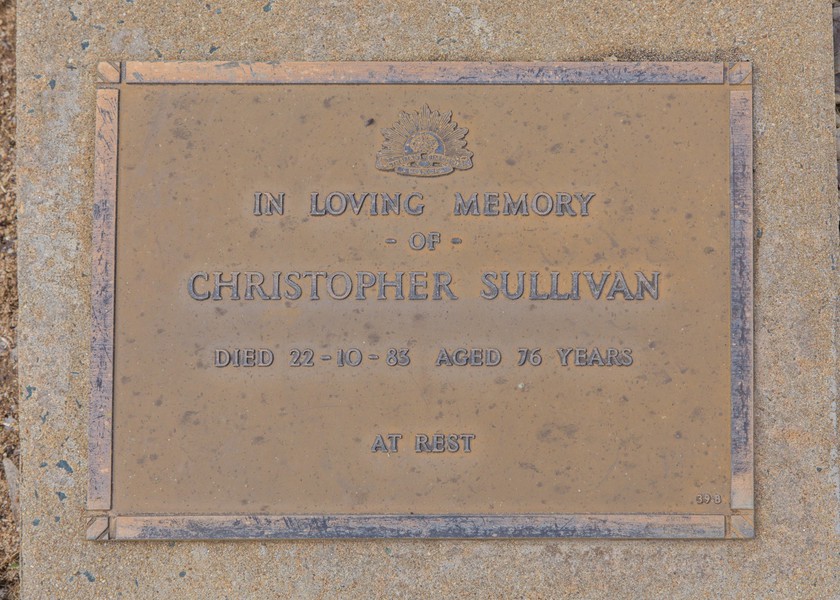 IN LOVING MEMORY
- OF -
CHRISTOPHER SULLIVAN
DIED 22-10-83 AGED 76 YEARS
AT REST